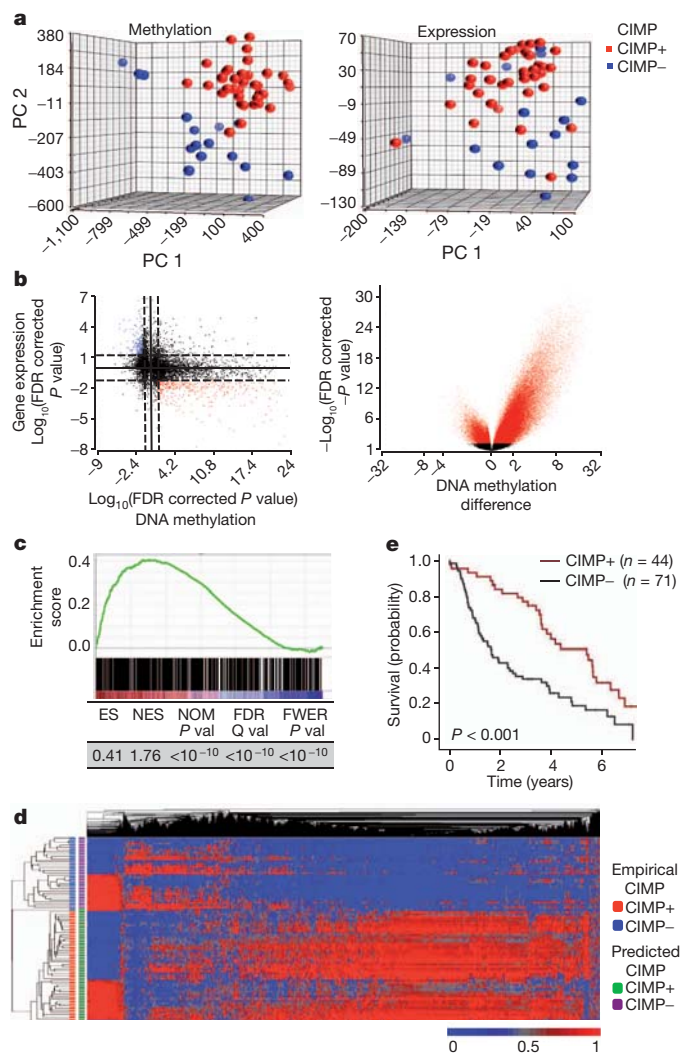 a
Methylation
Expression
CIMP
CIMP+
CIMP−
PC 2
380
184
−11
−207
−403
−600
−1,100
−799
−499
−199
100
400
PC 1
70
30
−9
−49
−89
−130
−200
−139
−79
−19
40
100
PC 1
b
Gene expression
Log10(FDR corrected
P value)
7
4
1
−2
−5
−8
−9
−2.4
4.2
10.8
17.4
24
Log10(FDR corrected P value)
DNA methylation
−Log10(FDR corrected
−P value)
30
24
18
12
6
1
−32
−8
−4
0
2
8
32
DNA methylation
difference
c
Enrichment
score
0.4
0.2
0.0
ES NES NOM FDR FWER
P val Q val P val
0.41 1.76 <10−10 <10−10 <10−10
e
CIMP+ (n = 44)
CIMP− (n = 71)
Survival (probability)
1.0
0.8
0.6
0.4
0.2
0
P < 0.001
0 2 4 6
Time (years)
d
Empirical
CIMP
CIMP+
CIMP−
Predicted
CIMP
CIMP+
CIMP−
0 0.5 1